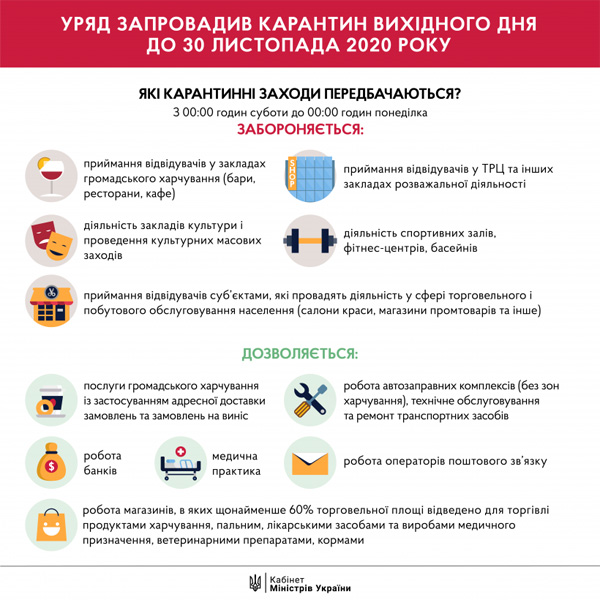 УРЯД ЗАПРОВАДИВ КАРАНТИН ВИХІДНОГО ДНЯ
ДО 30 ЛИСТОПАДА 2020 РОКУ
ЯКІ КАРАНТИННІ ЗАХОДИ ПЕРЕДБАЧАЮТЬСЯ?
З 00:00 годин суботи до 00:00 годин понеділка
ЗАБОРОНЯЄТЬСЯ:
приймання відвідувачів у закладах
громадського харчування (бари,
ресторани, кафе)
SHOP
приймання відвідувачів у ТРЦ та інших
закладах розважальної діяльності
діяльність закладів культури і
проведення культурних масових
заходів
діяльність спортивних залів,
фітнес-центрів, басейнів
приймання відвідувачів суб'єктами, які провадять діяльність у сфері торговельного і
побутового обслуговування населення (салони краси, магазини промтоварів та інше)
ДОЗВОЛЯЄТЬСЯ:
послуги громадського харчування
із застосуванням адресної доставки
замовлень та замовлень на виніс
робота автозаправних комплексів (без зон
харчування), технічне обслуговування
та ремонт транспортних засобів
$
робота
банків
медична
практика
робота операторів поштового зв'язку
робота магазинів, в яких щонайменше 60% торговельної площі відведено для торгівлі
продуктами харчування, пальним, лікарськими засобами та виробами медичного
призначення, ветеринарними препаратами, кормами
Кабінет
Міністрів України